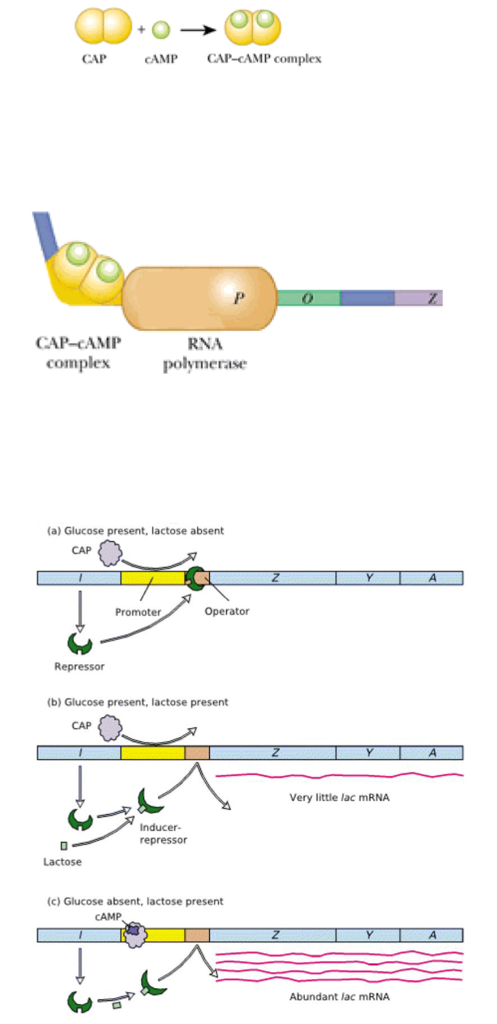 CAP + cAMP CAP–cAMP complex
P O Z
CAP–cAMP
complex
RNA
polymerase
(a) Glucose present, lactose absent
CAP
I Z Y A
Promoter Operator
Repressor
(b) Glucose present, lactose present
CAP
I Z Y A
Very little lac mRNA
Inducer-
repressor
Lactose
(c) Glucose absent, lactose present
cAMP
I Z Y A
Abundant lac mRNA